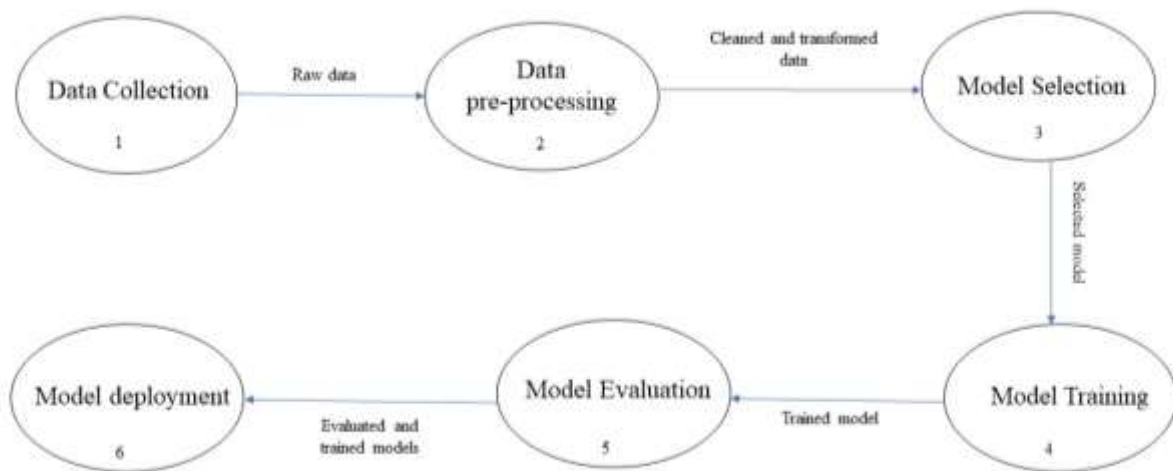 Data Collection
1
Raw data
Data
pre-processing
2
Cleaned and transformed
data
Model Selection
3
Selected model
Model Training
4
Trained model
Model Evaluation
5
Evaluated and
trained models
Model deployment
6